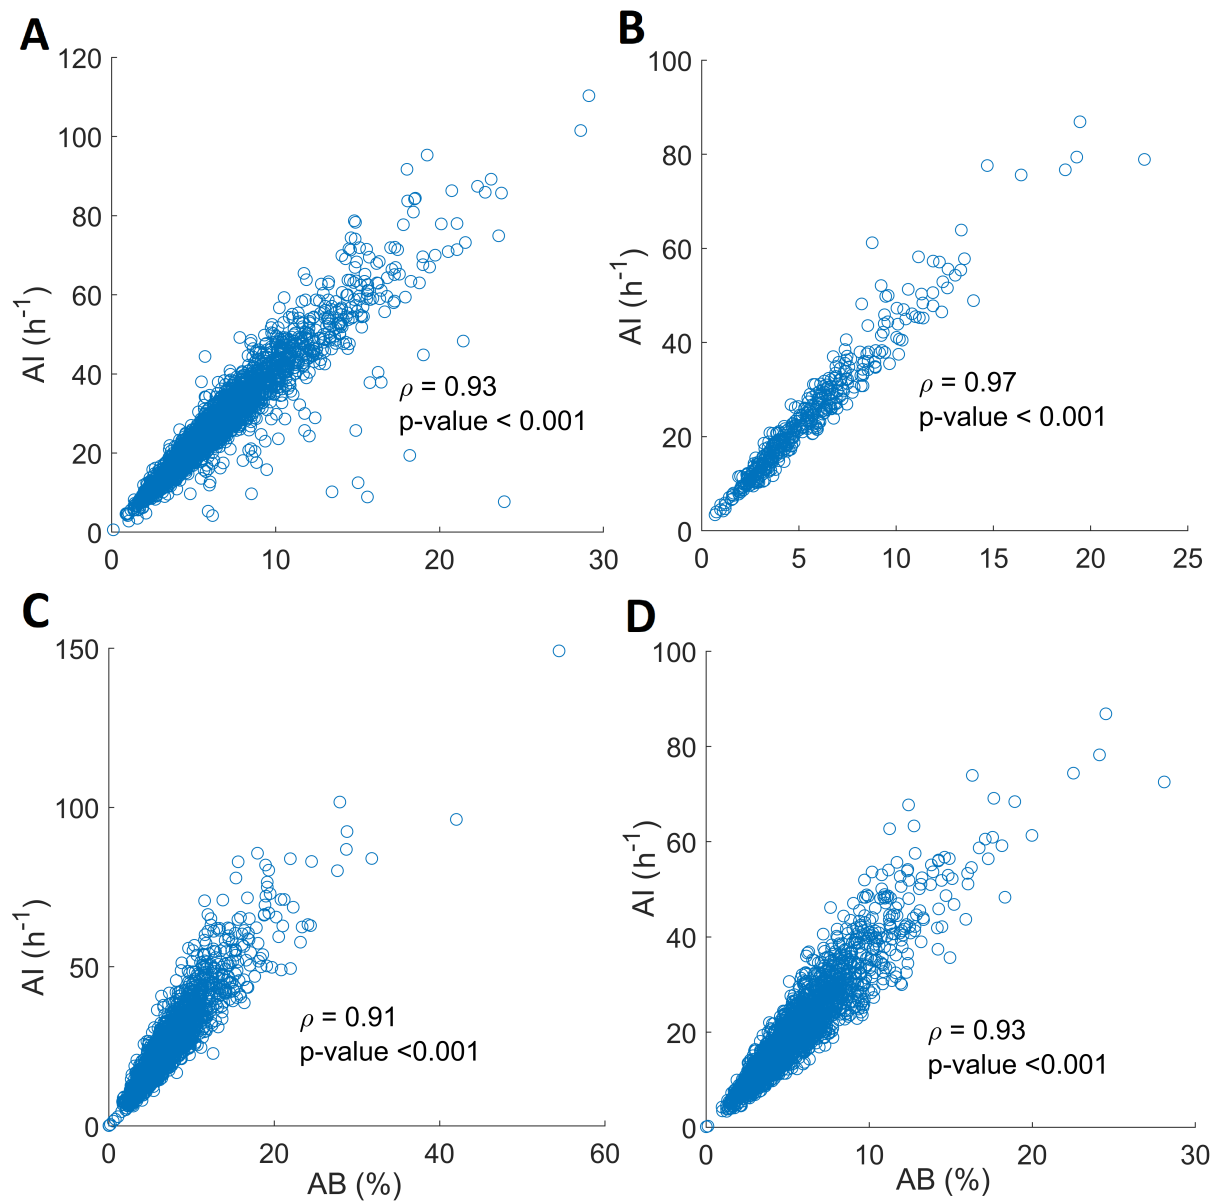 A
120
100
80
60
40
20
0
AI (h⁻¹)
ρ = 0.93
p-value < 0.001
0 10 20 30
B
100
80
60
40
20
0
AI (h⁻¹)
ρ = 0.97
p-value < 0.001
0 5 10 15 20 25
C
150
100
50
0
AI (h⁻¹)
ρ = 0.91
p-value <0.001
0 20 40 60
AB (%)
D
100
80
60
40
20
0
AI (h⁻¹)
ρ = 0.93
p-value <0.001
0 10 20 30
AB (%)